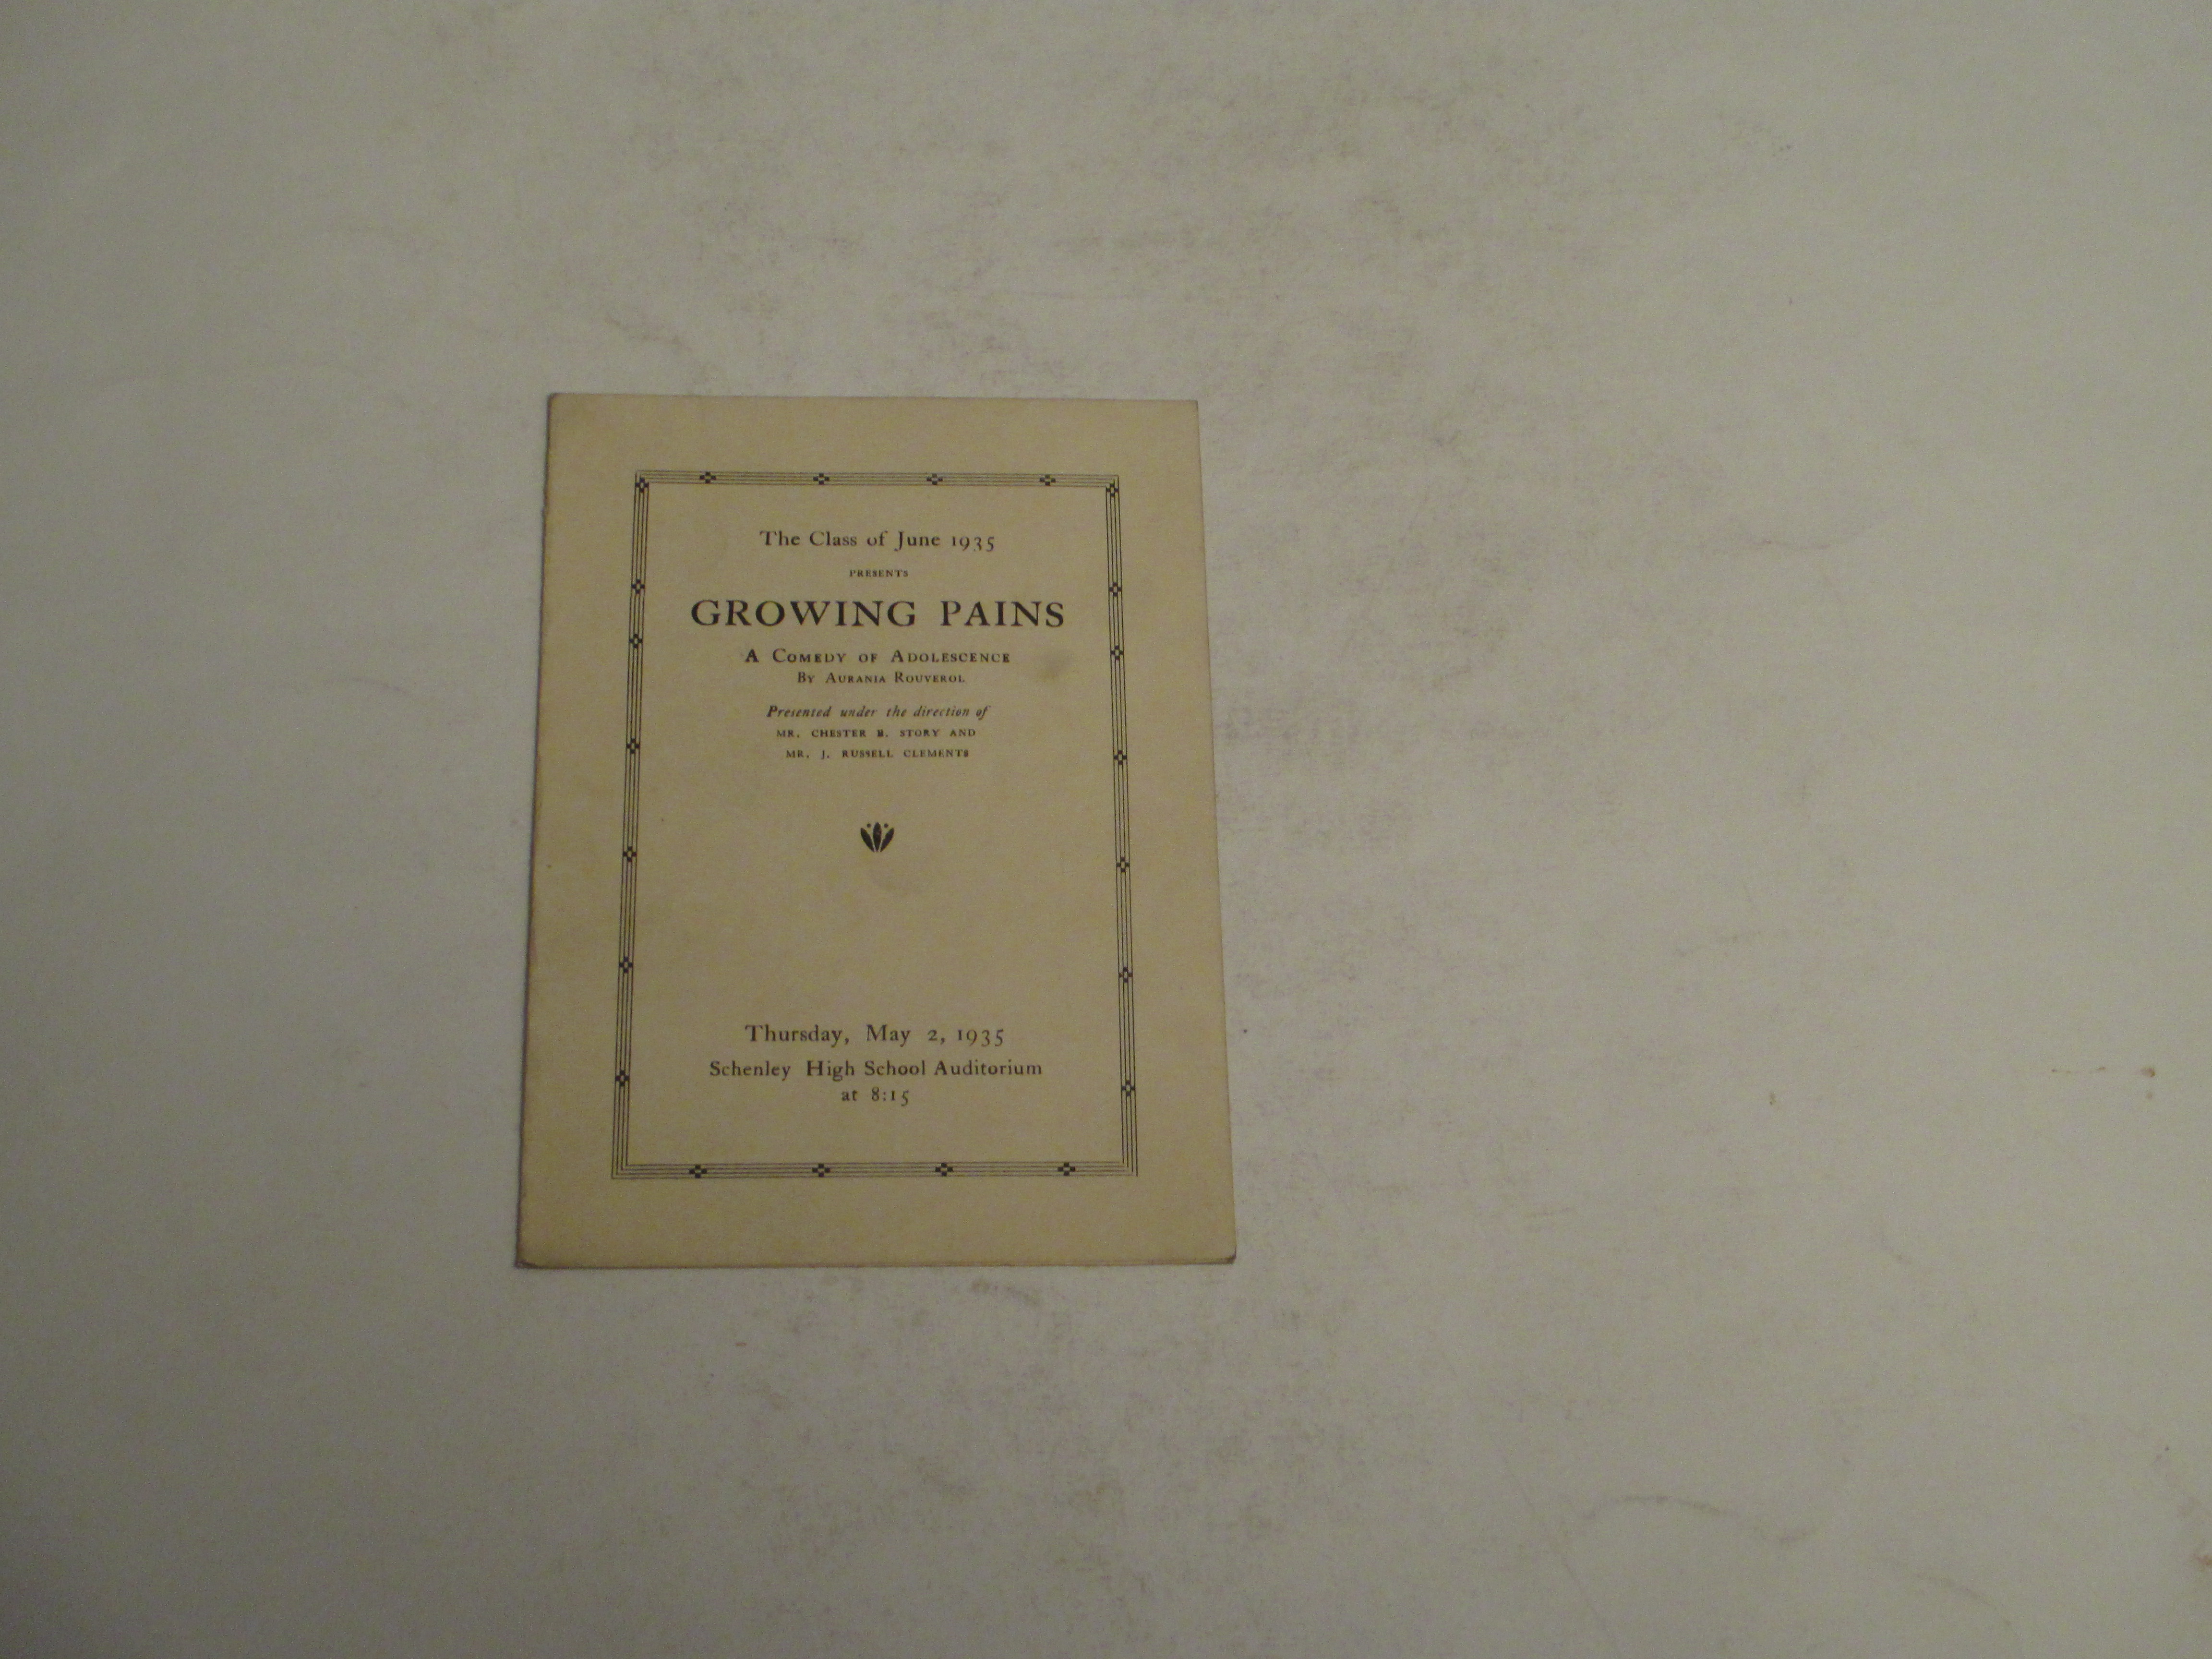 The Class of June 1935
PRESENTS
GROWING PAINS
A COMEDY OF ADOLESCENCE
BY AURANIA ROUVEROL
Presented under the direction of
MR. CHESTER B. STORY AND
MR. J. RUSSELL CLEMENTS
Thursday, May 2, 1935
Schenley High School Auditorium
at 8:15